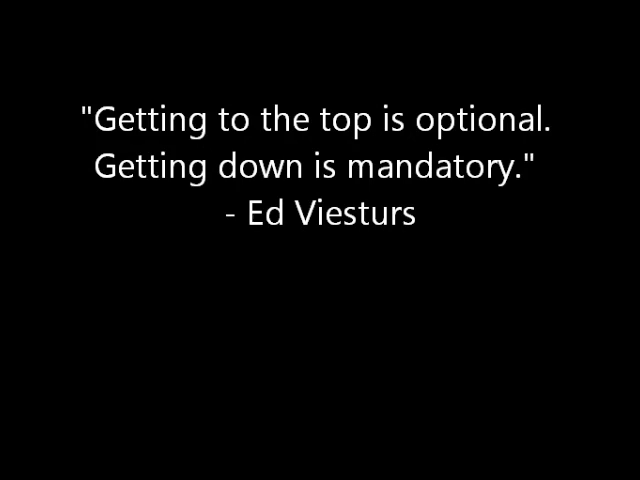 "Getting to the top is optional.
Getting down is mandatory."
- Ed Viesturs